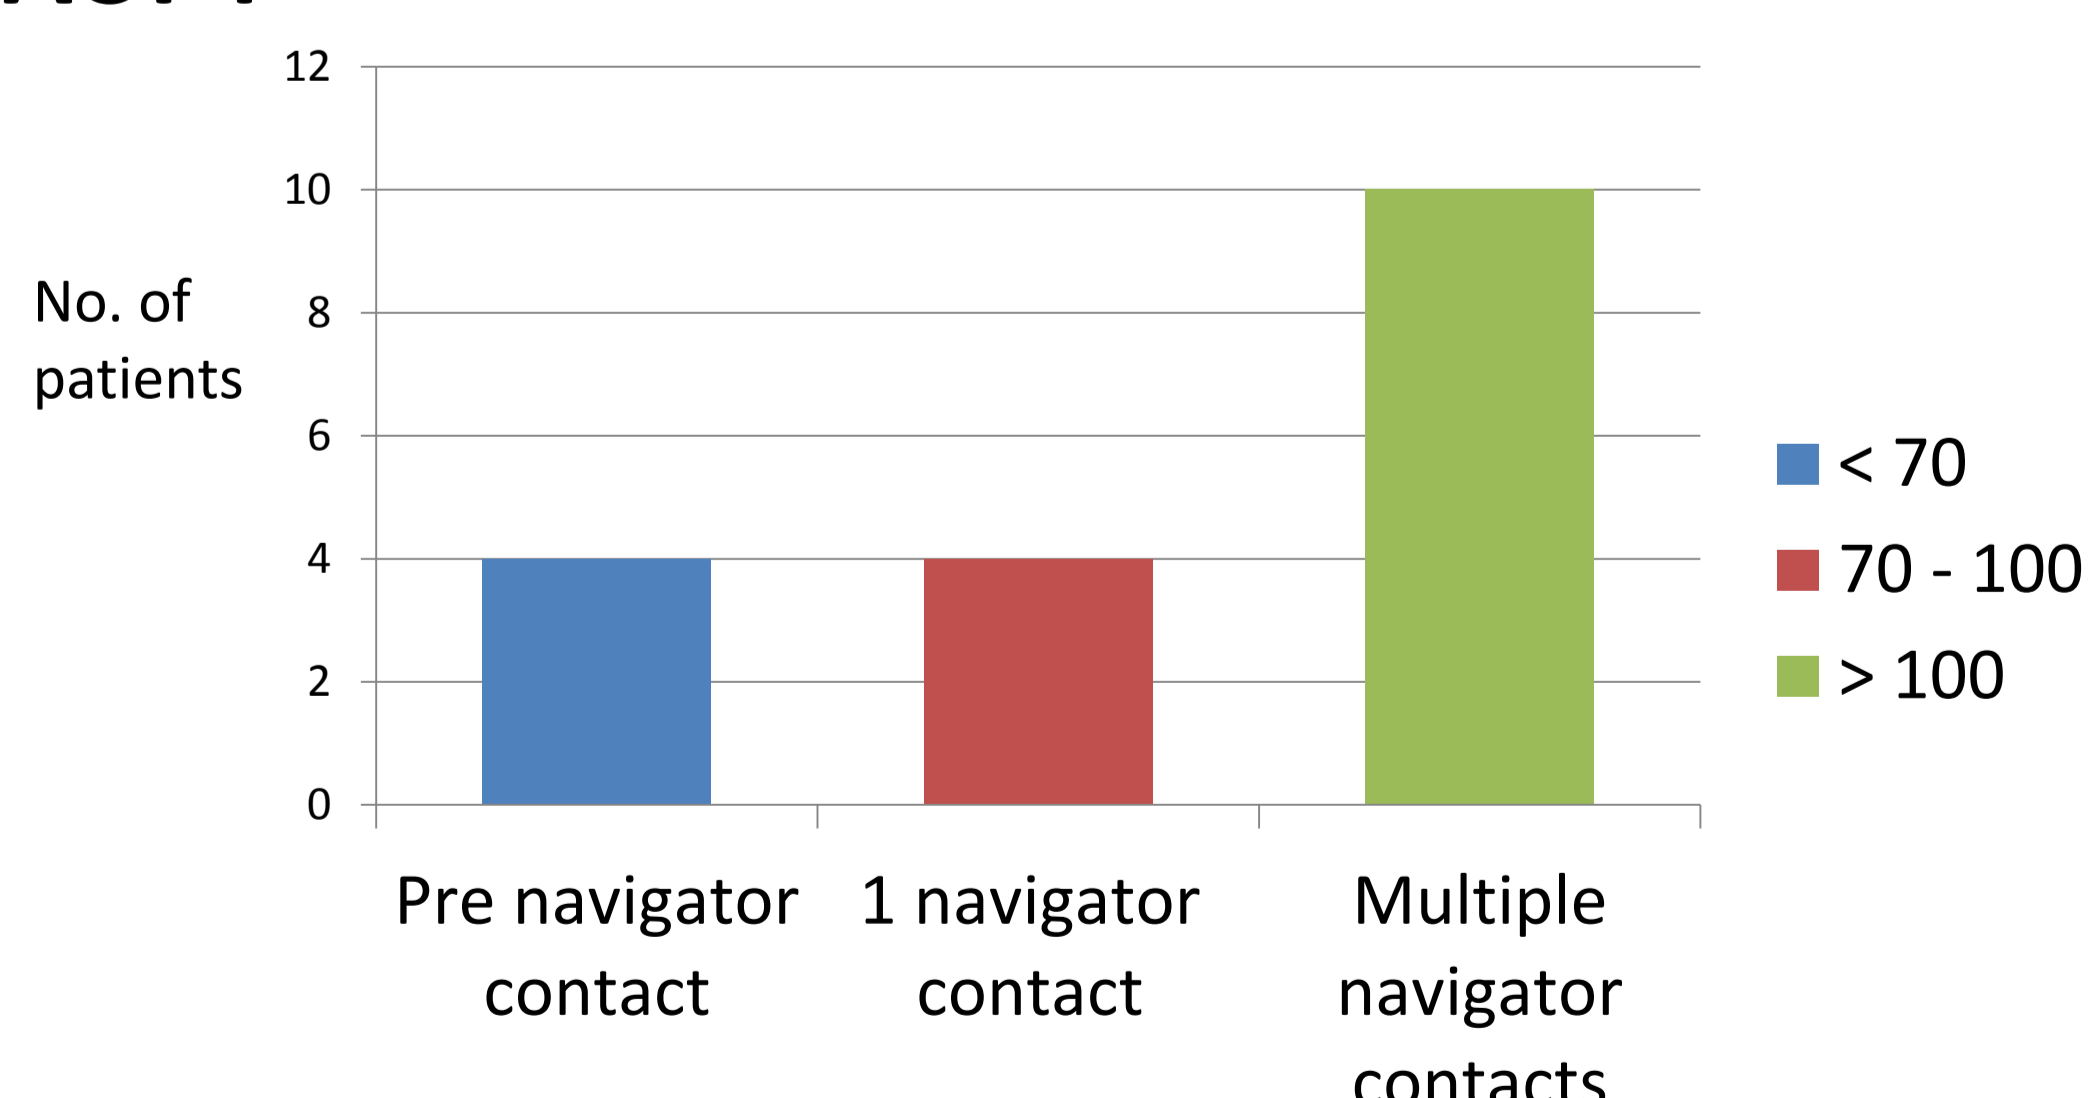 12
10
No. of
patients
8
6
4
2
0
< 70
70 - 100
> 100
Pre navigator
contact
1 navigator
contact
Multiple
navigator
contacts